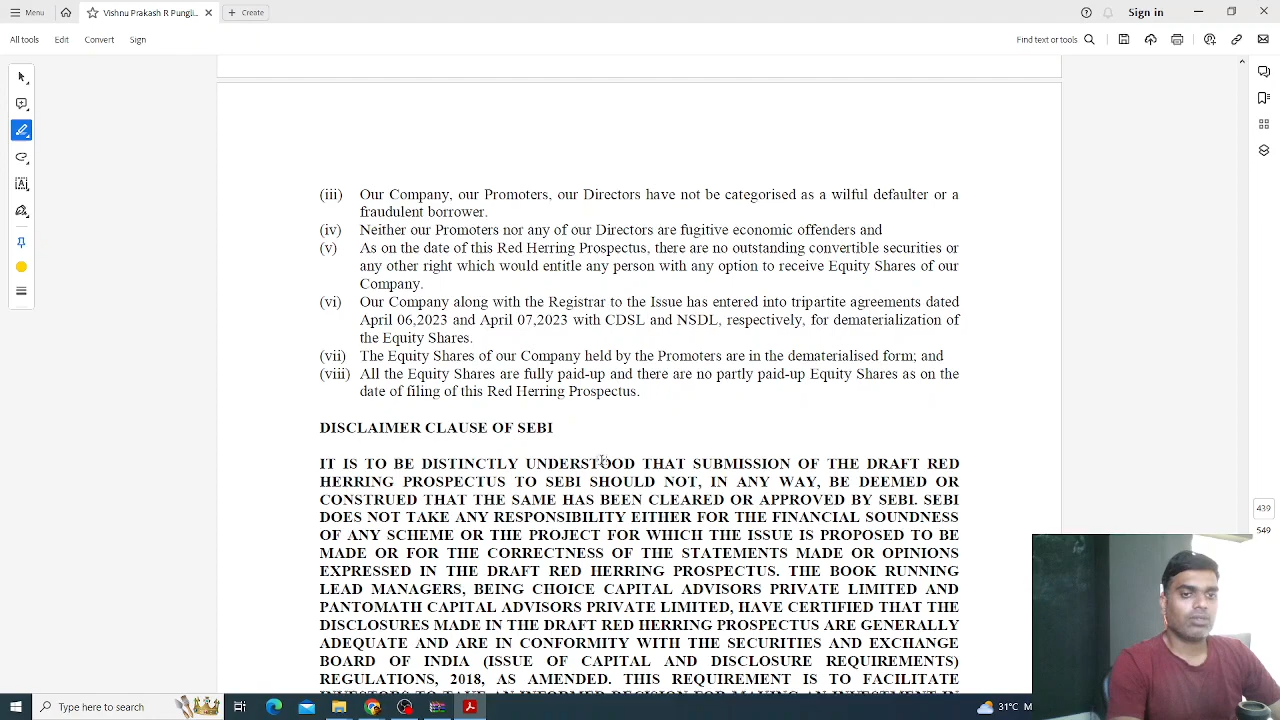 Menu
Vishnu Prakash R Pungli...
Create
Sign in
All tools
Edit
Convert
Sign
Find text or tools
(iii) Our Company, our Promoters, our Directors have not be categorised as a wilful defaulter or a
fraudulent borrower.
(iv) Neither our Promoters nor any of our Directors are fugitive economic offenders and
(v) As on the date of this Red Herring Prospectus, there are no outstanding convertible securities or
any other right which would entitle any person with any option to receive Equity Shares of our
Company.
(vi) Our Company along with the Registrar to the Issue has entered into tripartite agreements dated
April 06,2023 and April 07,2023 with CDSL and NSDL, respectively, for dematerialization of
the Equity Shares.
(vii) The Equity Shares of our Company held by the Promoters are in the dematerialised form; and
(viii) All the Equity Shares are fully paid-up and there are no partly paid-up Equity Shares as on the
date of filing of this Red Herring Prospectus.
DISCLAIMER CLAUSE OF SEBI
IT IS TO BE DISTINCTLY UNDERSTOOD THAT SUBMISSION OF THE DRAFT RED
HERRING PROSPECTUS TO SEBI SHOULD NOT, IN ANY WAY, BE DEEMED OR
CONSTRUED THAT THE SAME HAS BEEN CLEARED OR APPROVED BY SEBI. SEBI
DOES NOT TAKE ANY RESPONSIBILITY EITHER FOR THE FINANCIAL SOUNDNESS
OF ANY SCHEME OR THE PROJECT FOR WHICH THE ISSUE IS PROPOSED TO BE
MADE OR FOR THE CORRECTNESS OF THE STATEMENTS MADE OR OPINIONS
EXPRESSED IN THE DRAFT RED HERRING PROSPECTUS. THE BOOK RUNNING
LEAD MANAGERS, BEING CHOICE CAPITAL ADVISORS PRIVATE LIMITED AND
PANTOMATH CAPITAL ADVISORS PRIVATE LIMITED, HAVE CERTIFIED THAT THE
DISCLOSURES MADE IN THE DRAFT RED HERRING PROSPECTUS ARE GENERALLY
ADEQUATE AND ARE IN CONFORMITY WITH THE SECURITIES AND EXCHANGE
BOARD OF INDIA (ISSUE OF CAPITAL AND DISCLOSURE REQUIREMENTS)
REGULATIONS, 2018, AS AMENDED. THIS REQUIREMENT IS TO FACILITATE
439
549
Type here to search
31°C M